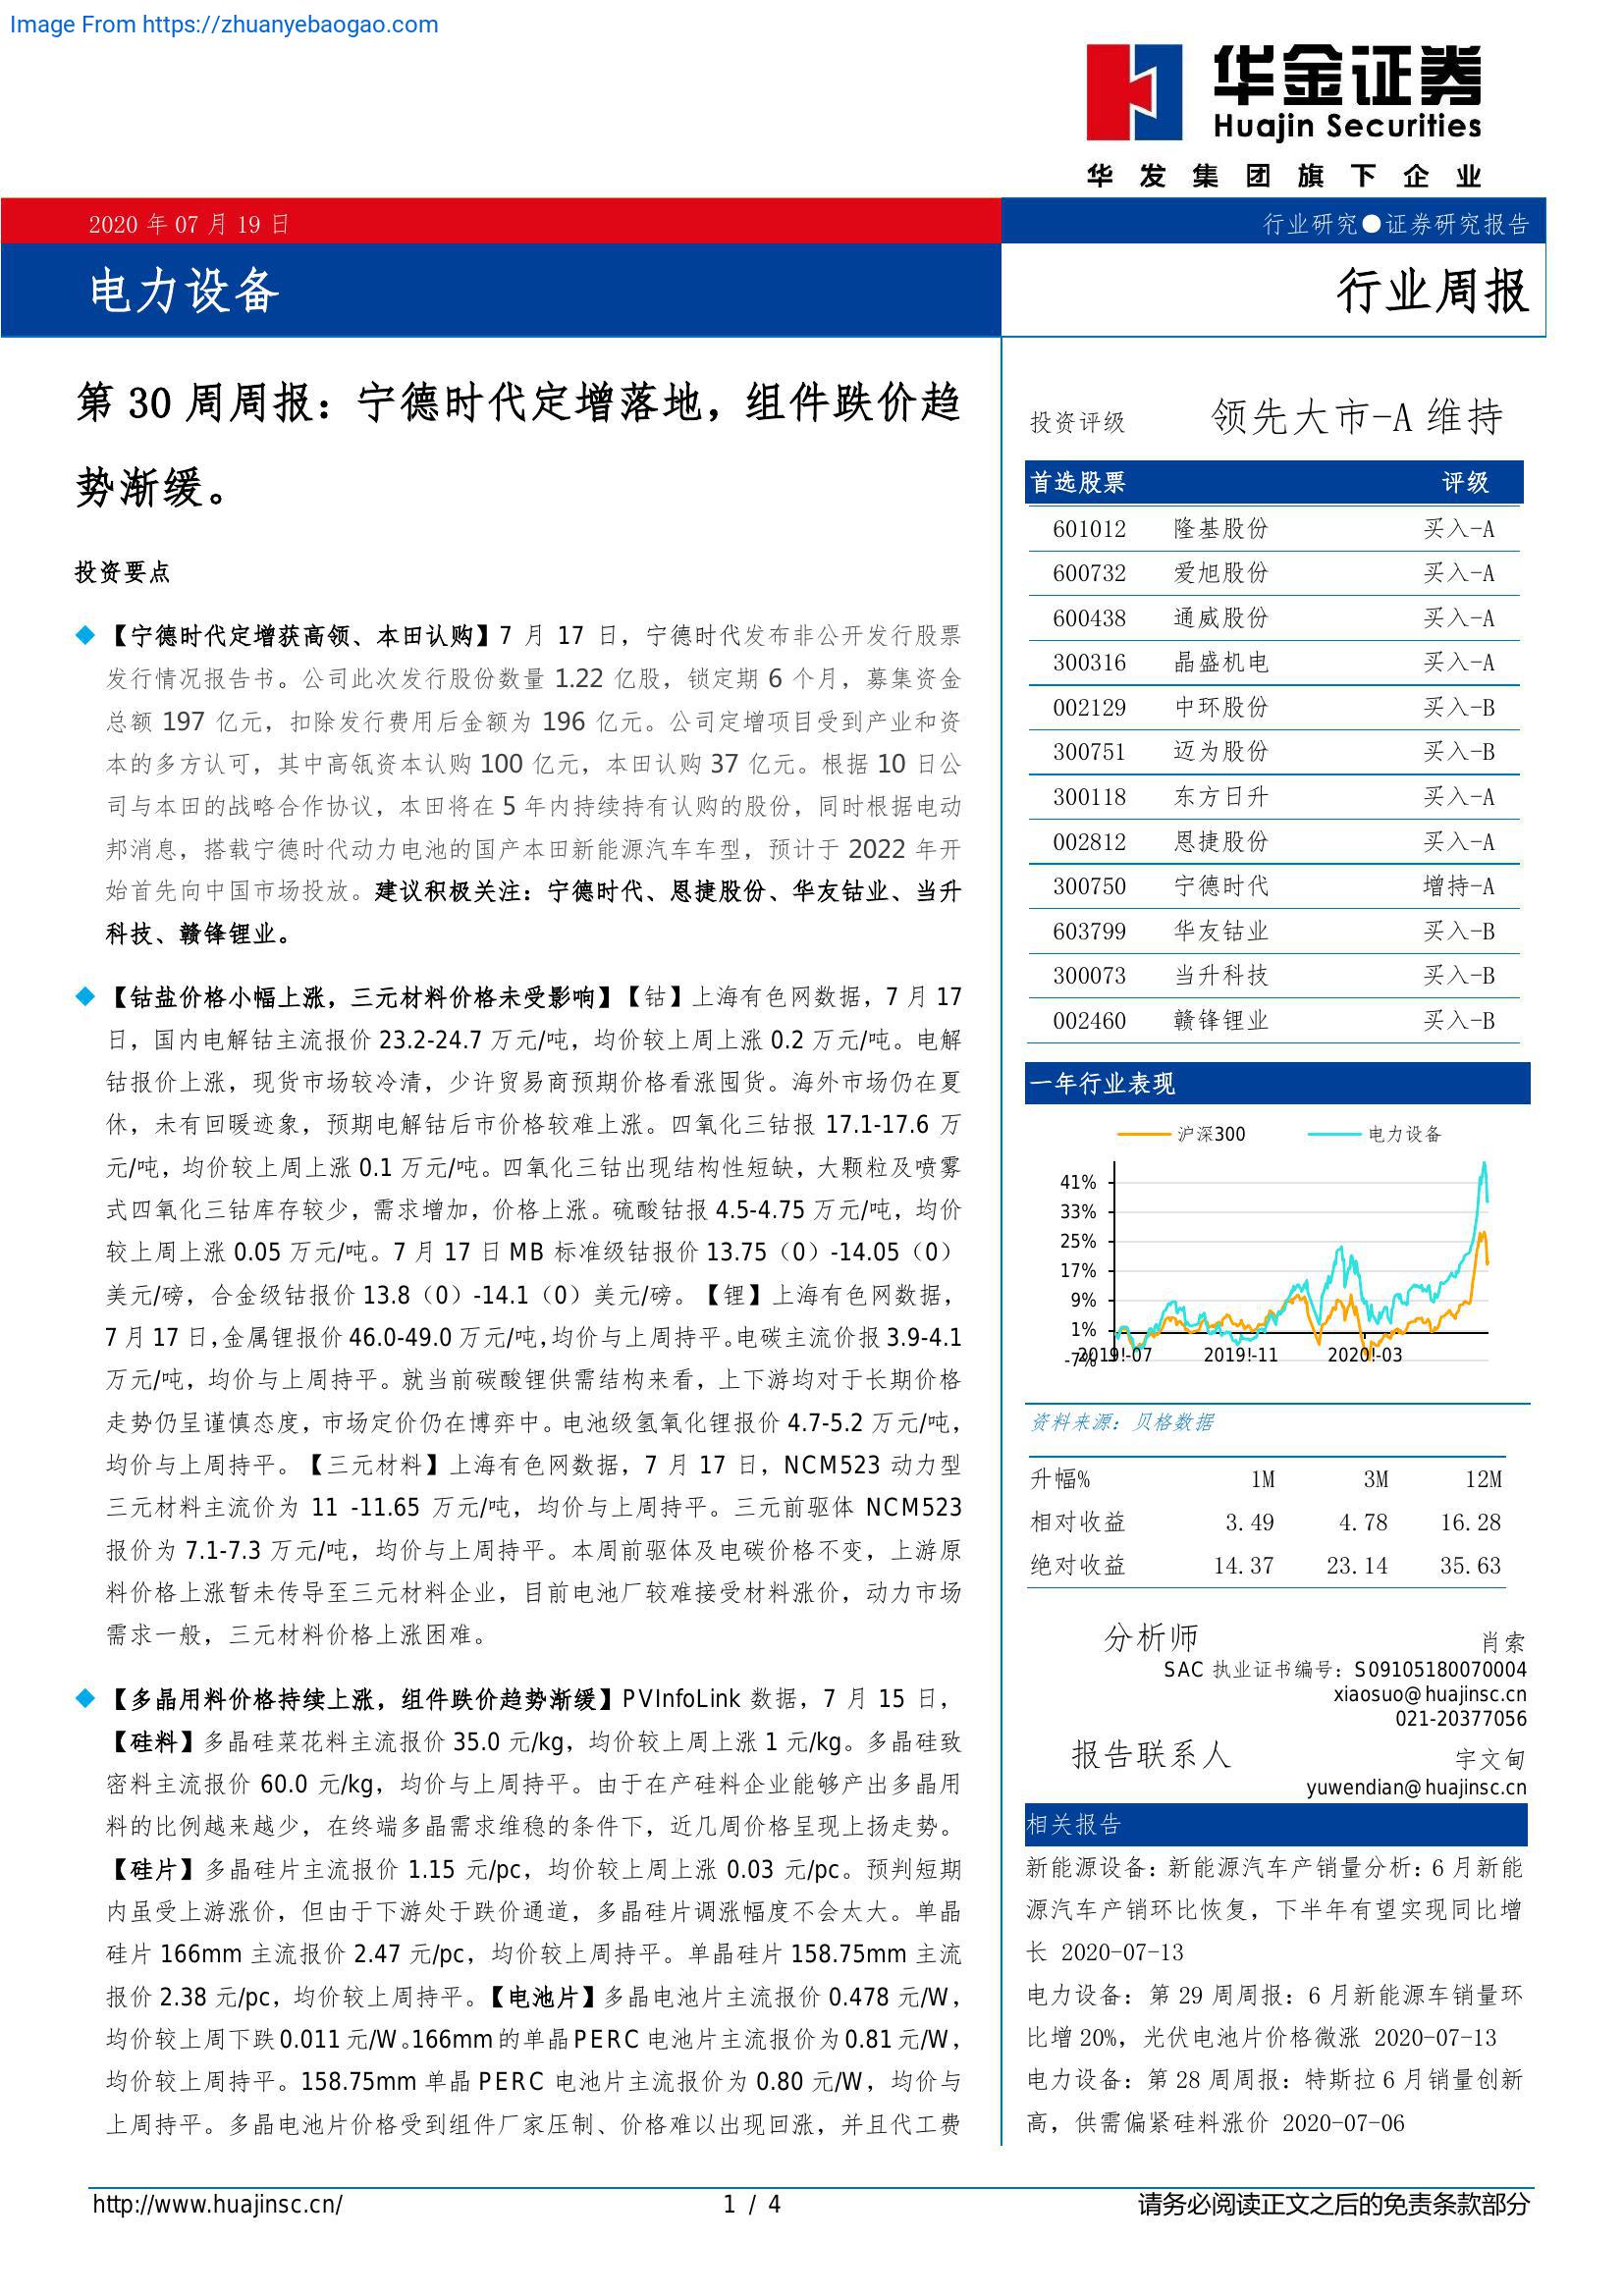 Image From https://zhuanyebaogao.com
华金证券
Huajin Securities
华发集团旗下企业
2020 年 07 月 19 日
行业研究●证券研究报告
电力设备
行业周报
第 30 周周报：宁德时代定增落地，组件跌价趋
势渐缓。
投资要点
◆ 【宁德时代定增获高领、本田认购】7 月 17 日，宁德时代发布非公开发行股票
发行情况报告书。公司此次发行股份数量 1.22 亿股，锁定期 6 个月，募集资金
总额 197 亿元，扣除发行费用后金额为 196 亿元。公司定增项目受到产业和资
本的多方认可，其中高瓴资本认购 100 亿元，本田认购 37 亿元。根据 10 日公
司与本田的战略合作协议，本田将在 5 年内持续持有认购的股份，同时根据电动
邦消息，搭载宁德时代动力电池的国产本田新能源汽车车型，预计于 2022 年开
始首先向中国市场投放。建议积极关注：宁德时代、恩捷股份、华友钴业、当升
科技、赣锋锂业。
◆ 【钴盐价格小幅上涨，三元材料价格未受影响】【钴】上海有色网数据，7 月 17
日，国内电解钴主流报价 23.2-24.7 万元/吨，均价较上周上涨 0.2 万元/吨。电解
钴报价上涨，现货市场较冷清，少许贸易商预期价格看涨囤货。海外市场仍在夏
休，未有回暖迹象，预期电解钴后市价格较难上涨。四氧化三钴报 17.1-17.6 万
元/吨，均价较上周上涨 0.1 万元/吨。四氧化三钴出现结构性短缺，大颗粒及喷雾
式四氧化三钴库存较少，需求增加，价格上涨。硫酸钴报 4.5-4.75 万元/吨，均价
较上周上涨 0.05 万元/吨。7 月 17 日 MB 标准级钴报价 13.75（0）-14.05（0）
美元/磅，合金级钴报价 13.8（0）-14.1（0）美元/磅。【锂】上海有色网数据，
7 月 17 日，金属锂报价 46.0-49.0 万元/吨，均价与上周持平。电碳主流价报 3.9-4.1
万元/吨，均价与上周持平。就当前碳酸锂供需结构来看，上下游均对于长期价格
走势仍呈谨慎态度，市场定价仍在博弈中。电池级氢氧化锂报价 4.7-5.2 万元/吨，
均价与上周持平。【三元材料】上海有色网数据，7 月 17 日，NCM523 动力型
三元材料主流价为 11 -11.65 万元/吨，均价与上周持平。三元前驱体 NCM523
报价为 7.1-7.3 万元/吨，均价与上周持平。本周前驱体及电碳价格不变，上游原
料价格上涨暂未传导至三元材料企业，目前电池厂较难接受材料涨价，动力市场
需求一般，三元材料价格上涨困难。
◆ 【多晶用料价格持续上涨，组件跌价趋势渐缓】PVInfoLink 数据，7 月 15 日，
【硅料】多晶硅菜花料主流报价 35.0 元/kg，均价较上周上涨 1 元/kg。多晶硅致
密料主流报价 60.0 元/kg，均价与上周持平。由于在产硅料企业能够产出多晶用
料的比例越来越少，在终端多晶需求维稳的条件下，近几周价格呈现上扬走势。
【硅片】多晶硅片主流报价 1.15 元/pc，均价较上周上涨 0.03 元/pc。预判短期
内虽受上游涨价，但由于下游处于跌价通道，多晶硅片调涨幅度不会太大。单晶
硅片 166mm 主流报价 2.47 元/pc，均价较上周持平。单晶硅片 158.75mm 主流
报价 2.38 元/pc，均价较上周持平。【电池片】多晶电池片主流报价 0.478 元/W，
均价较上周下跌 0.011 元/W。166mm 的单晶 PERC 电池片主流报价为 0.81 元/W，
均价较上周持平。158.75mm 单晶 PERC 电池片主流报价为 0.80 元/W，均价与
上周持平。多晶电池片价格受到组件厂家压制、价格难以出现回涨，并且代工费
投资评级 领先大市-A 维持
首选股票 评级
601012 隆基股份 买入-A
600732 爱旭股份 买入-A
600438 通威股份 买入-A
300316 晶盛机电 买入-A
002129 中环股份 买入-B
300751 迈为股份 买入-B
300118 东方日升 买入-A
002812 恩捷股份 买入-A
300750 宁德时代 增持-A
603799 华友钴业 买入-B
300073 当升科技 买入-B
002460 赣锋锂业 买入-B
一年行业表现
沪深300 电力设备
41%
33%
25%
17%
9%
1%
-7%
2019!-07 2019!-11 2020!-03
资料来源：贝格数据
升幅% 1M 3M 12M
相对收益 3.49 4.78 16.28
绝对收益 14.37 23.14 35.63
分析师 肖索
SAC 执业证书编号：S09105180070004
xiaosuo@huajinsc.cn
021-20377056
报告联系人 宇文甸
yuwendian@huajinsc.cn
相关报告
新能源设备：新能源汽车产销量分析：6 月新能
源汽车产销环比恢复，下半年有望实现同比增
长 2020-07-13
电力设备：第 29 周周报：6 月新能源车销量环
比增 20%，光伏电池片价格微涨 2020-07-13
电力设备：第 28 周周报：特斯拉 6 月销量创新
高，供需偏紧硅料涨价 2020-07-06
http://www.huajinsc.cn/ 1 / 4 请务必阅读正文之后的免责条款部分